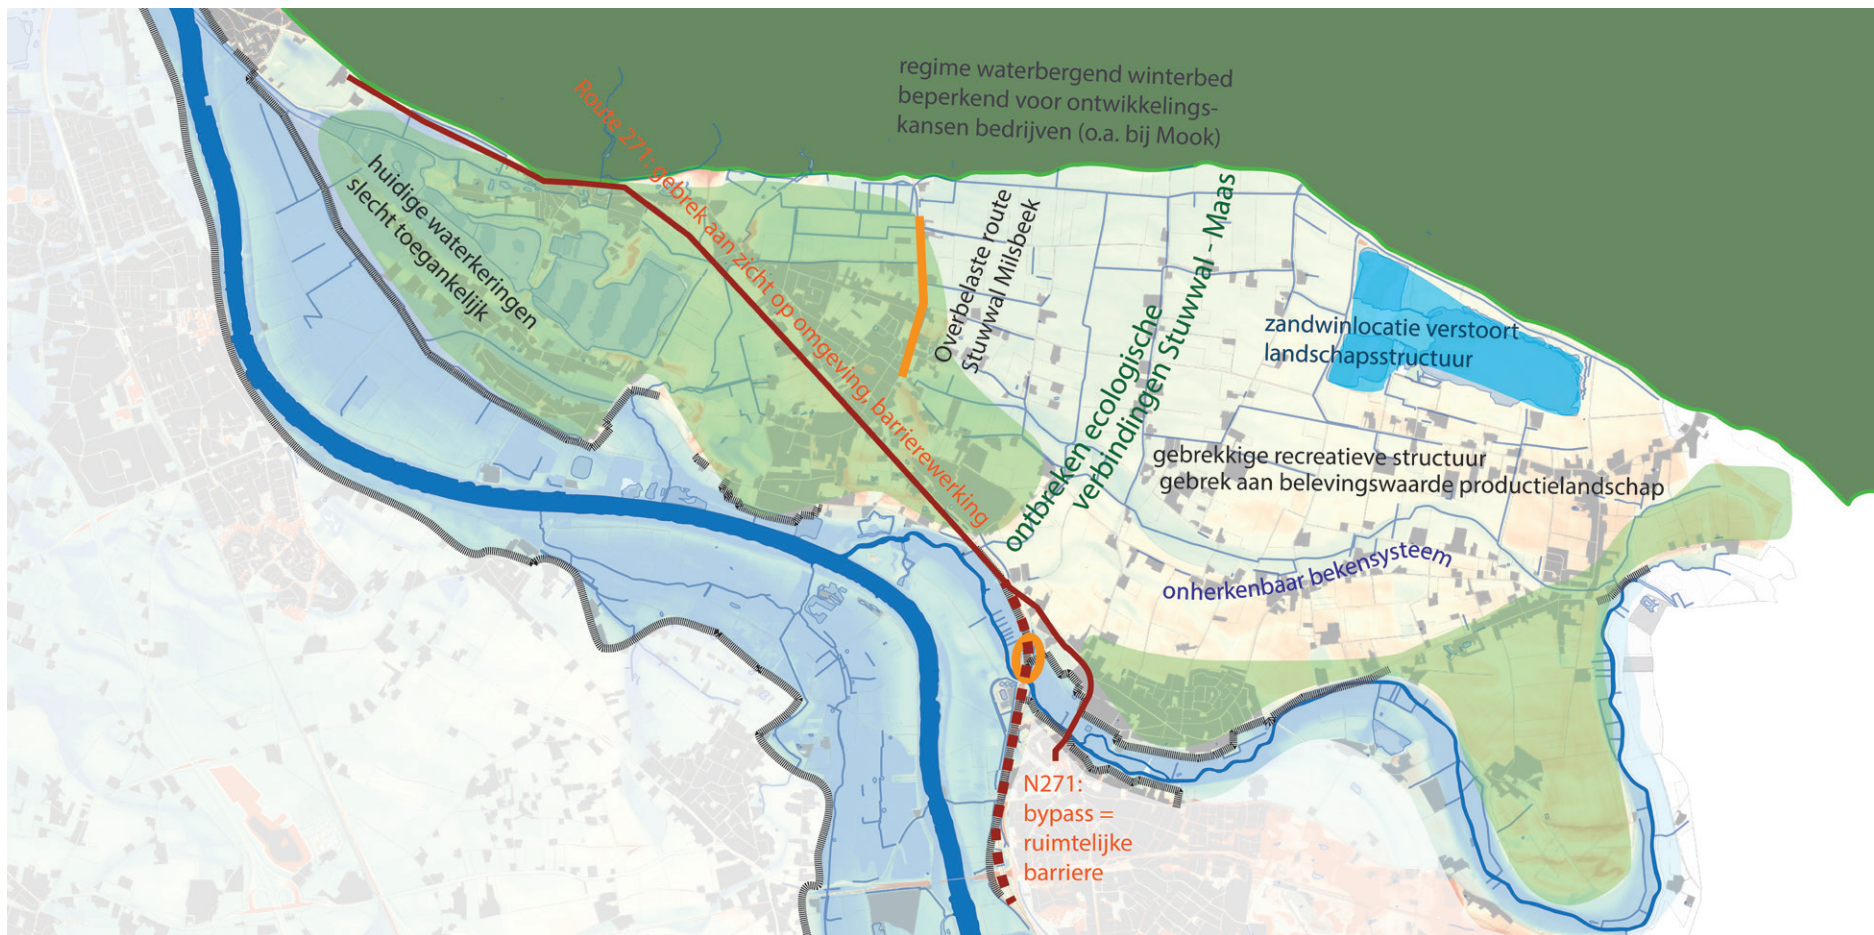 regime waterbergend winterbed
beperkend voor ontwikkelings-
kansen bedrijven (o.a. bij Mook)
Route 271: gebrek aan zicht op omgeving, barrierewerking
huidige waterkeringen
slecht toegankelijk
Overbelaste route
Stuwwal Milsbeek
ontbreken ecologische
verbindingen Stuwwal - Maas
zandwinlocatie verstoort
landschapsstructuur
gebrekkige recreatieve structuur
gebrek aan belevingswaarde productielandschap
onherkenbaar bekensysteem
N271:
bypass =
ruimtelijke
barriere